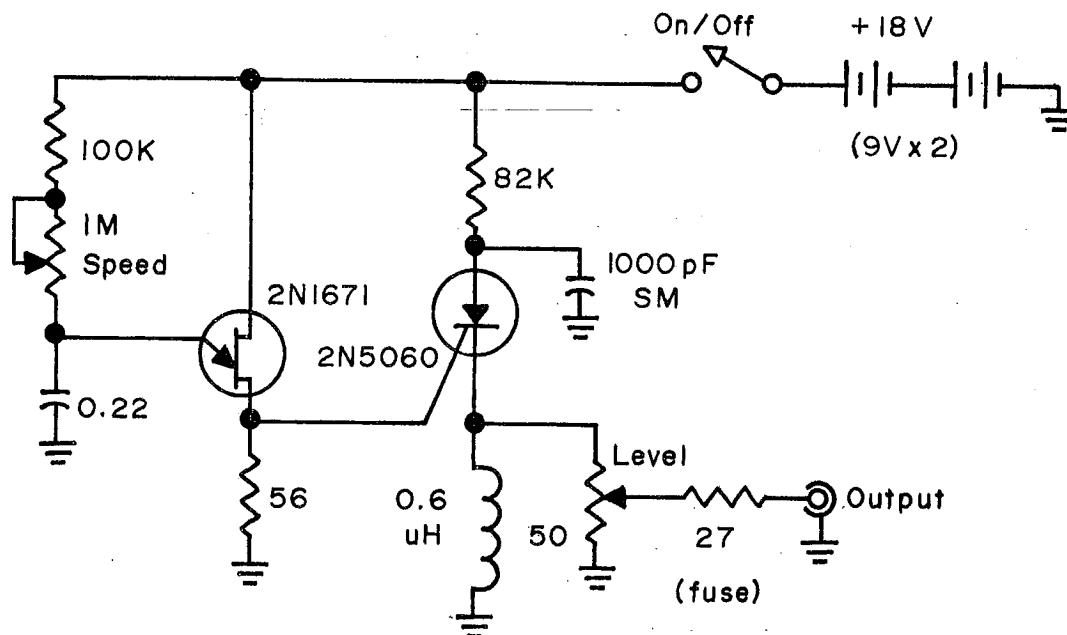 On/Off
+18V
(9V x 2)
100K
1M
Speed
82K
1000pF
SM
2N1671
2N5060
0.22
56
0.6
uH
Level
50
27
(fuse)
Output